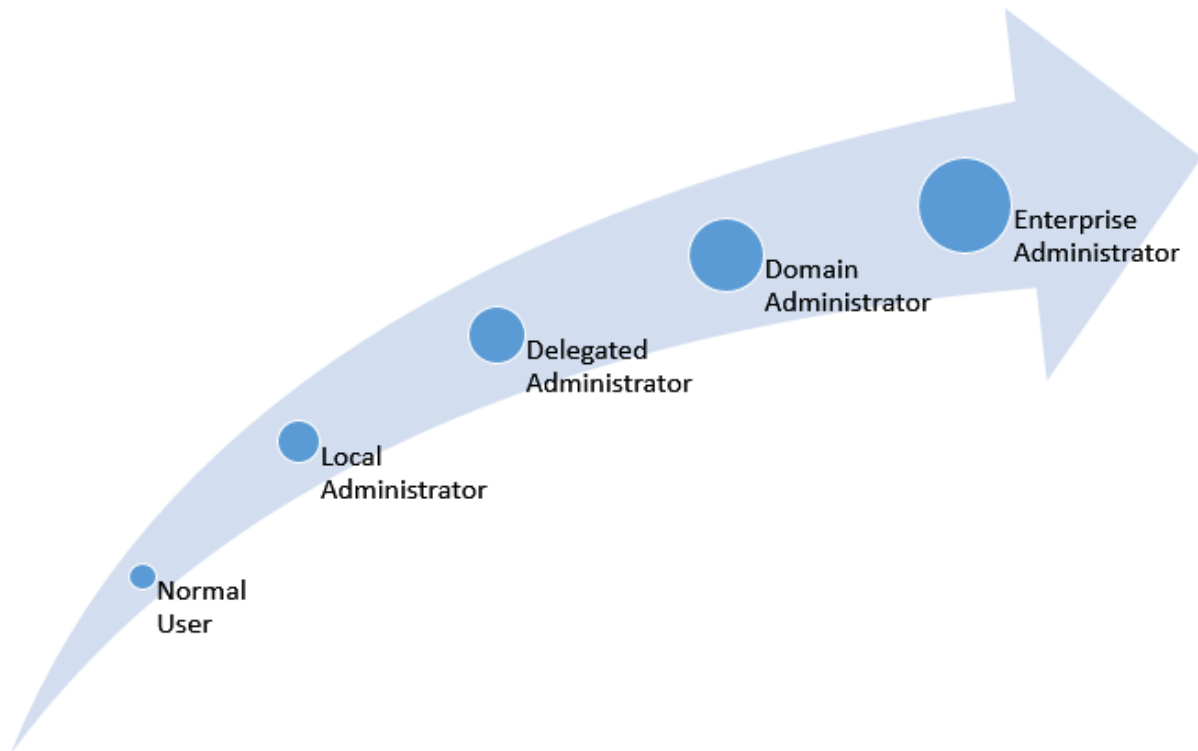 Enterprise
Administrator
Domain
Administrator
Delegated
Administrator
Local
Administrator
Normal
User